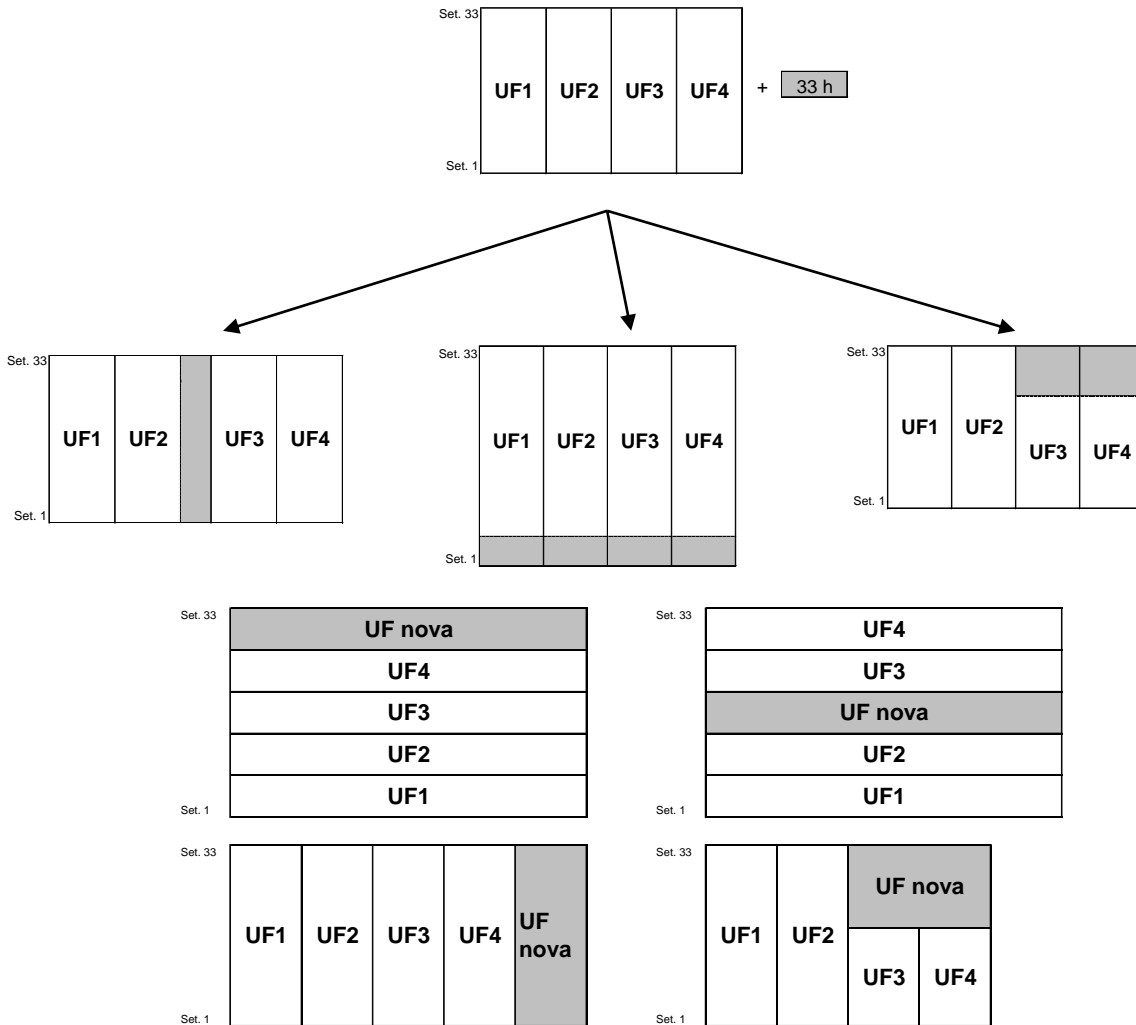 Set. 33
UF1 UF2 UF3 UF4 + 33 h
Set. 1
Set. 33
UF1 UF2 UF3 UF4
Set. 1
Set. 33
UF1 UF2 UF3 UF4
Set. 1
Set. 33
UF1 UF2
UF3 UF4
Set. 1
Set. 33
UF nova
UF4
UF3
UF2
UF1
Set. 1
Set. 33
UF4
UF3
UF nova
UF2
UF1
Set. 1
Set. 33
UF1 UF2 UF3 UF4 UF
nova
Set. 1
Set. 33
UF nova
UF1 UF2
UF3 UF4
Set. 1